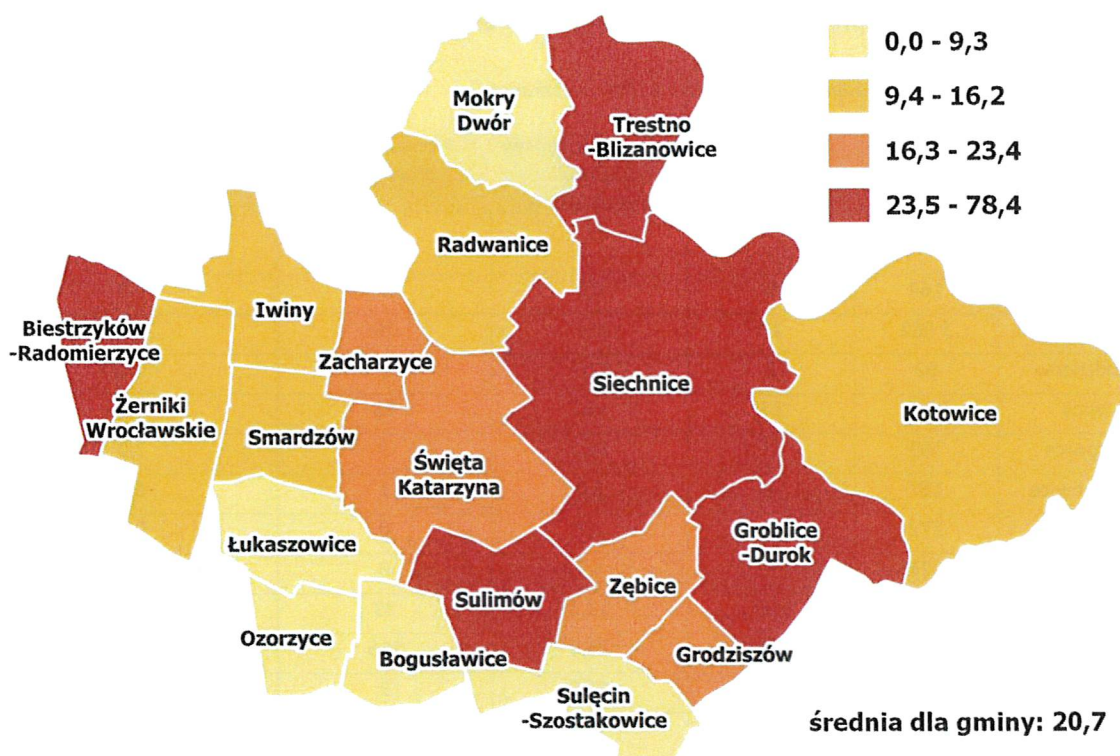 0,0 - 9,3
9,4 - 16,2
16,3 - 23,4
23,5 - 78,4
Mokry
Dwór
Trestno
-Blizanowice
Radwanice
Iwiny
Biestrzyków
-Radomierzyce
Zacharzyce
Siechnice
Żerniki
Wrocławskie
Kotowice
Smardzów
Święta
Katarzyna
Łukaszowice
Groblice
-Durok
Zębice
Sulimów
Ozorzyce
Bogusławice
Grodziszów
Sulęcin
-Szostakowice
średnia dla gminy: 20,7